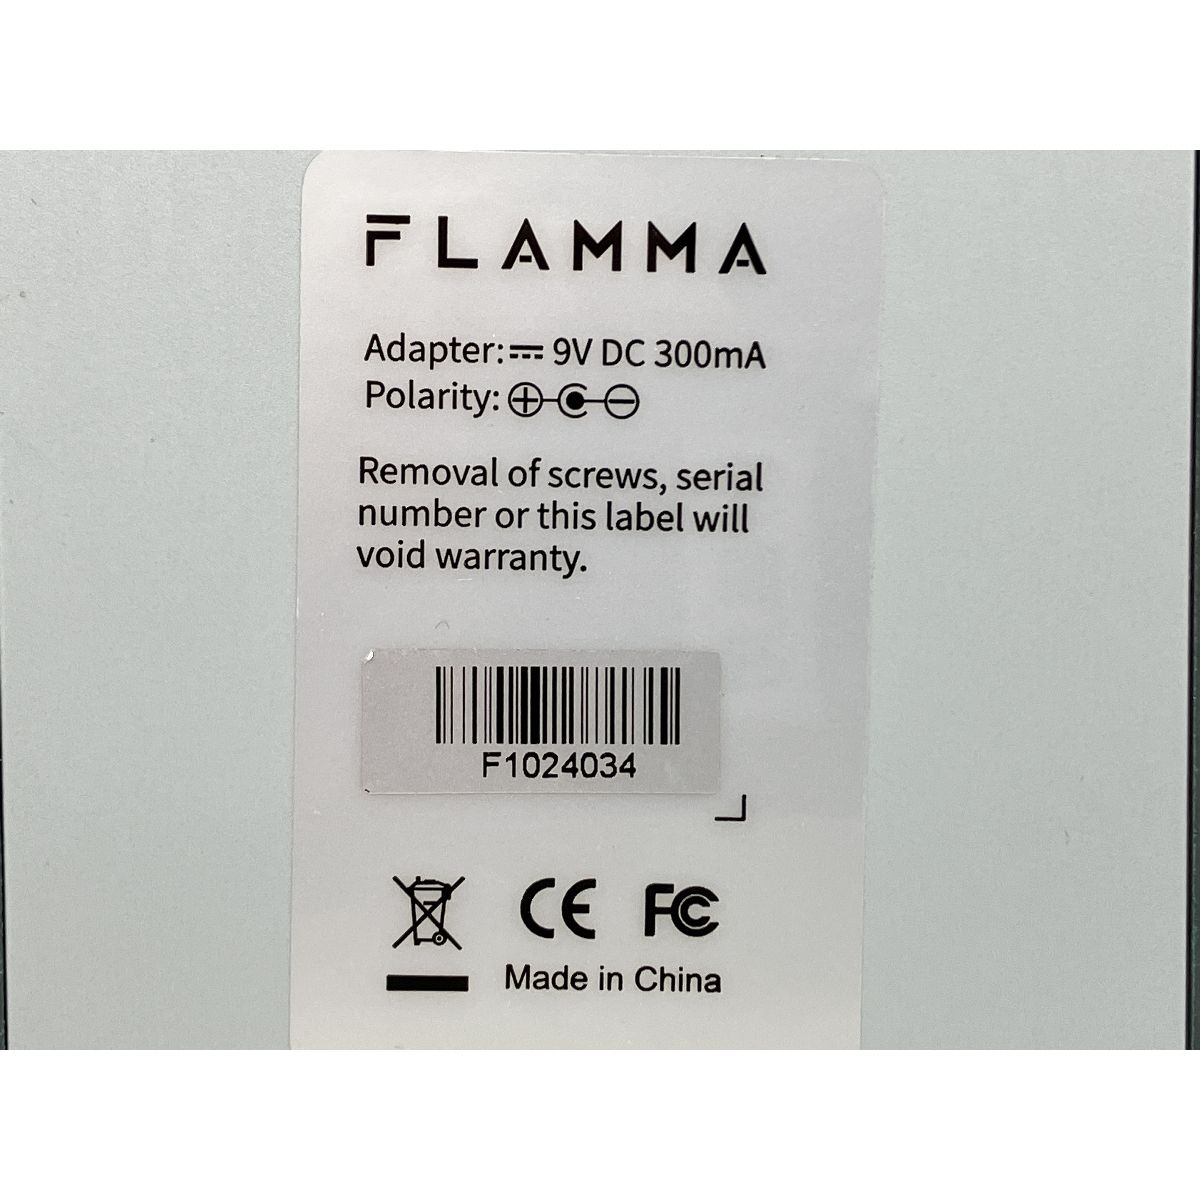 FLAMMA
Adapter: ⎓ 9V DC 300mA
Polarity:
Removal of screws, serial
number or this label will
void warranty.
F1024034
CE FC
Made in China